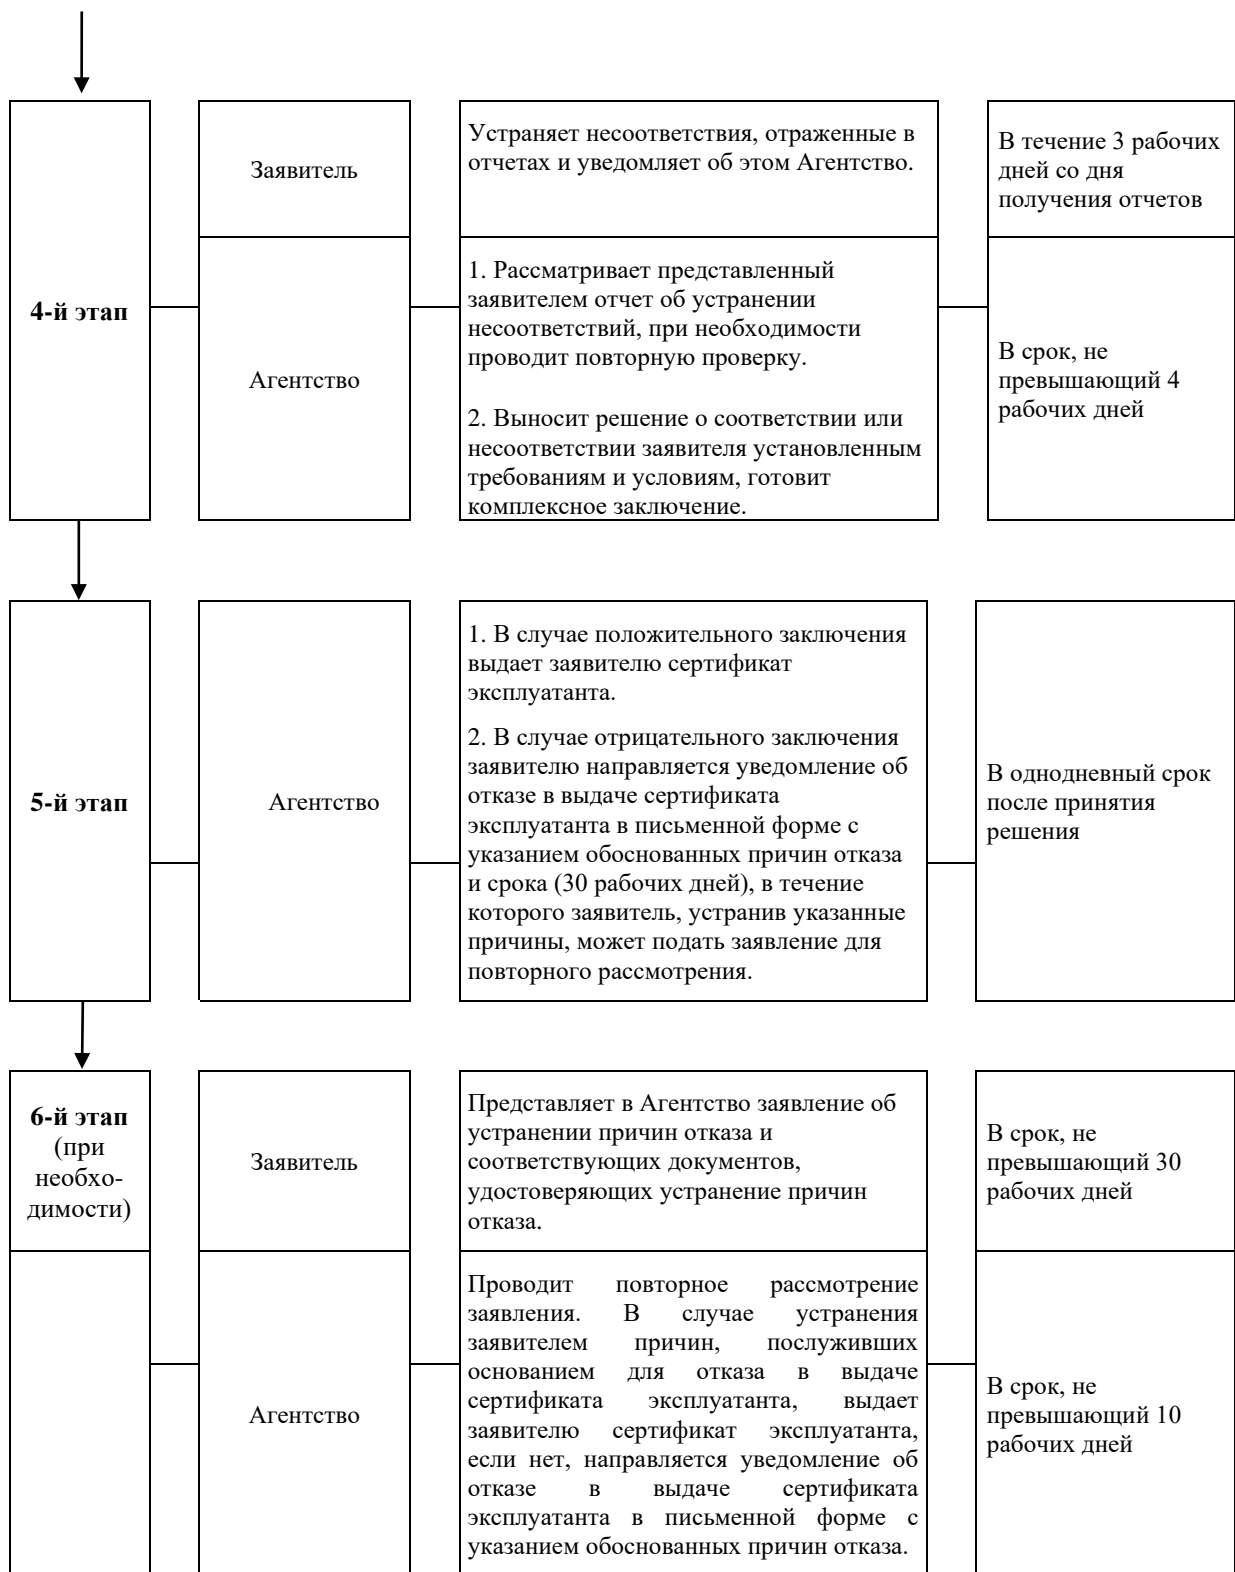 4-й этап
Заявитель
Устраняет несоответствия, отраженные в
отчетах и уведомляет об этом Агентство.
В течение 3 рабочих
дней со дня
получения отчетов
Агентство
1. Рассматривает представленный
заявителем отчет об устранении
несоответствий, при необходимости
проводит повторную проверку.
2. Выносит решение о соответствии или
несоответствии заявителя установленным
требованиям и условиям, готовит
комплексное заключение.
В срок, не
превышающий 4
рабочих дней
5-й этап
Агентство
1. В случае положительного заключения
выдает заявителю сертификат
эксплуатанта.
2. В случае отрицательного заключения
заявителю направляется уведомление об
отказе в выдаче сертификата
эксплуатанта в письменной форме с
указанием обоснованных причин отказа
и срока (30 рабочих дней), в течение
которого заявитель, устранив указанные
причины, может подать заявление для
повторного рассмотрения.
В однодневный срок
после принятия
решения
6-й этап
(при
необхо-
димости)
Заявитель
Представляет в Агентство заявление об
устранении причин отказа и
соответствующих документов,
удостоверяющих устранение причин
отказа.
В срок, не
превышающий 30
рабочих дней
Агентство
Проводит повторное рассмотрение
заявления. В случае устранения
заявителем причин, послуживших
основанием для отказа в выдаче
сертификата эксплуатанта, выдает
заявителю сертификат эксплуатанта,
если нет, направляется уведомление об
отказе в выдаче сертификата
эксплуатанта в письменной форме с
указанием обоснованных причин отказа.
В срок, не
превышающий 10
рабочих дней